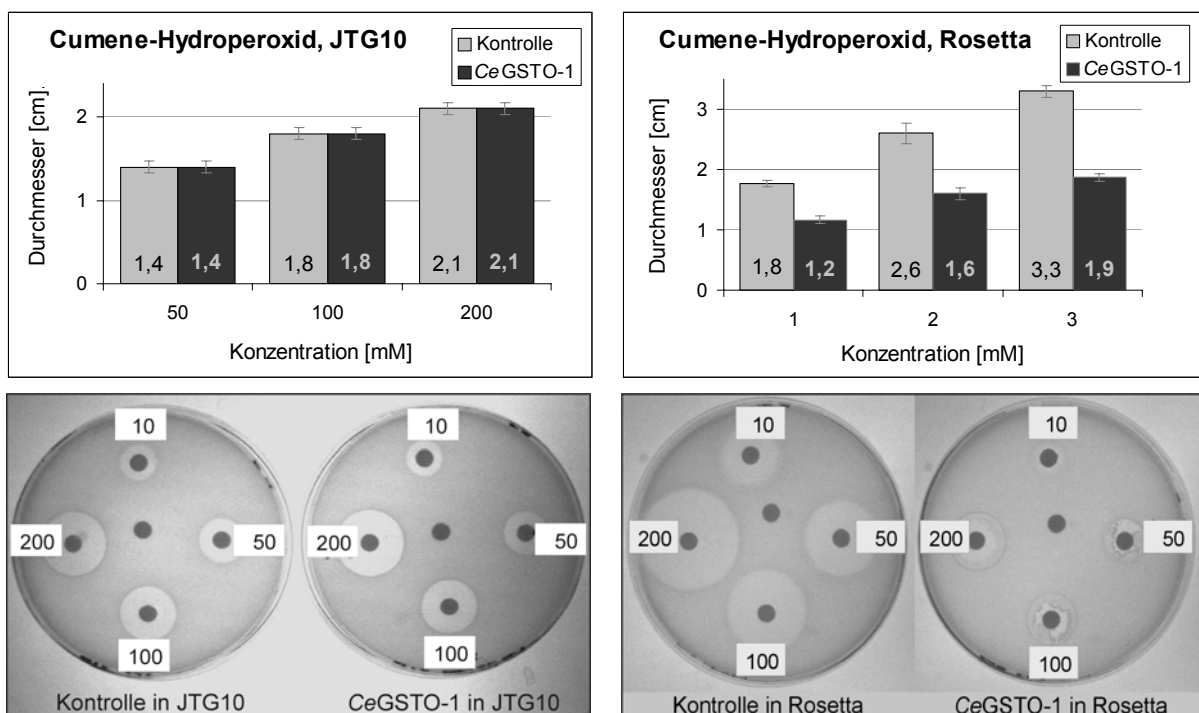 Cumene-Hydroperoxid, JTG10
Kontrolle
CeGSTO-1
Durchmesser [cm].
2
1
0
1,4 1,4 1,8 1,8 2,1 2,1
50 100 200
Konzentration [mM]
Cumene-Hydroperoxid, Rosetta
Kontrolle
CeGSTO-1
Durchmesser [cm]
3
2
1
0
1,8 1,2 2,6 1,6 3,3 1,9
1 2 3
Konzentration [mM]
10
200
50
100
Kontrolle in JTG10
10
200
50
100
CeGSTO-1 in JTG10
10
200
50
100
Kontrolle in Rosetta
10
200
50
100
CeGSTO-1 in Rosetta